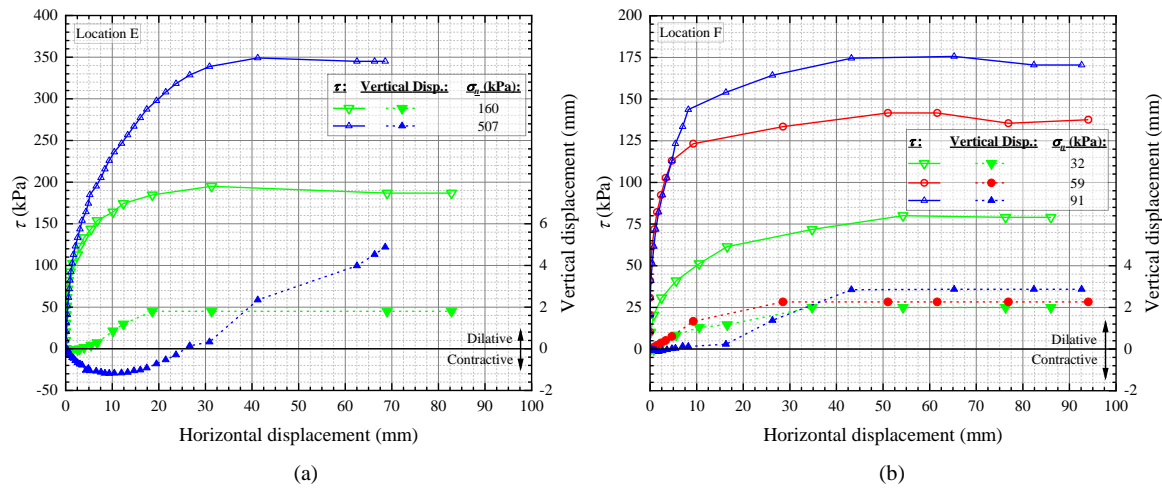 Location E
τ: Vertical Disp.: σn (kPa):
160
507
Dilative
Contractive
400
350
300
250
200
150
100
50
0
-50
τ (kPa)
6
4
2
0
-2
Vertical displacement (mm)
0 10 20 30 40 50 60 70 80 90 100
Horizontal displacement (mm)
(a)
Location F
τ: Vertical Disp.: σn (kPa):
32
59
91
Dilative
Contractive
200
175
150
125
100
75
50
25
0
-25
τ (kPa)
6
4
2
0
-2
Vertical displacement (mm)
0 10 20 30 40 50 60 70 80 90 100
Horizontal displacement (mm)
(b)